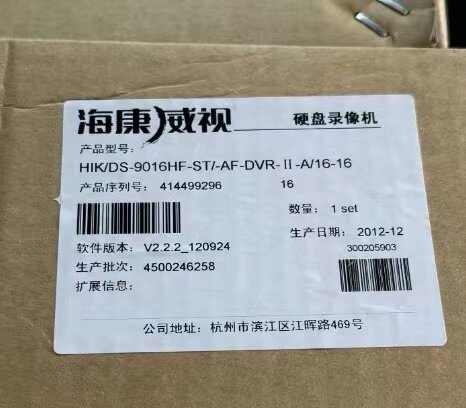 海康威视 硬盘录像机
产品型号:
HIK/DS-9016HF-ST/-AF-DVR-Ⅱ-A/16-16
产品序列号: 414499296 16
数量: 1 set
软件版本: V2.2.2_120924 生产日期: 2012-12
300205903
生产批次: 4500246258
扩展信息:
公司地址: 杭州市滨江区江晖路469号